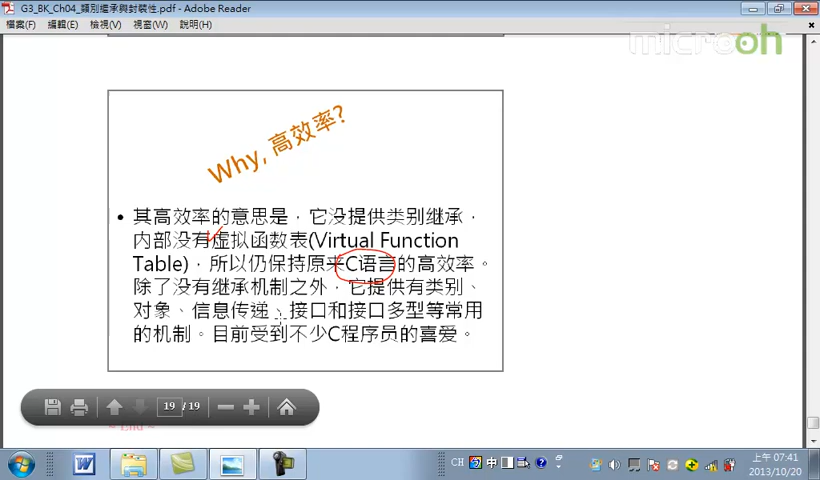 G3_BK_Ch04_類別繼承與封裝性.pdf - Adobe Reader
檔案(F) 編輯(E) 檢視(V) 視窗(W) 說明(H)
microoh
Why, 高效率?
• 其高效率的意思是，它没提供类别继承，
内部没有虚拟函数表(Virtual Function
Table)，所以仍保持原来C语言的高效率。
除了没有继承机制之外，它提供有类别、
对象、信息传递、接口和接口多型等常用
的机制。目前受到不少C程序员的喜爱。
19 / 19
~ End ~
CH 中
上午 07:41
2013/10/20